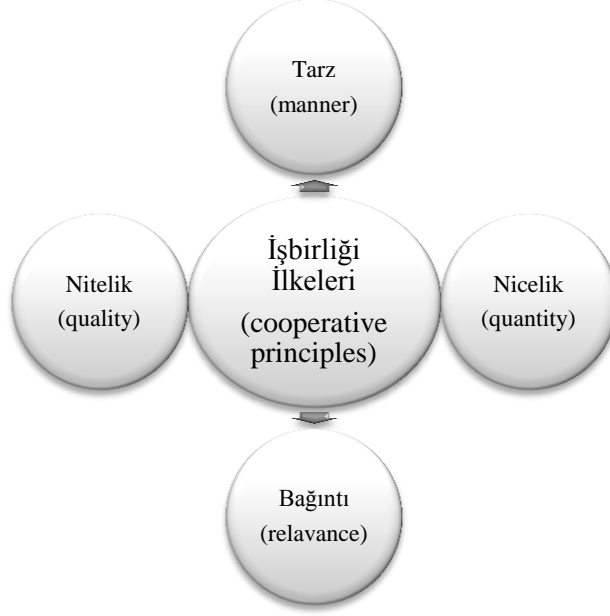 Tarz
(manner)
Nitelik
(quality)
İşbirliği
İlkeleri
(cooperative
principles)
Nicelik
(quantity)
Bağıntı
(relavance)